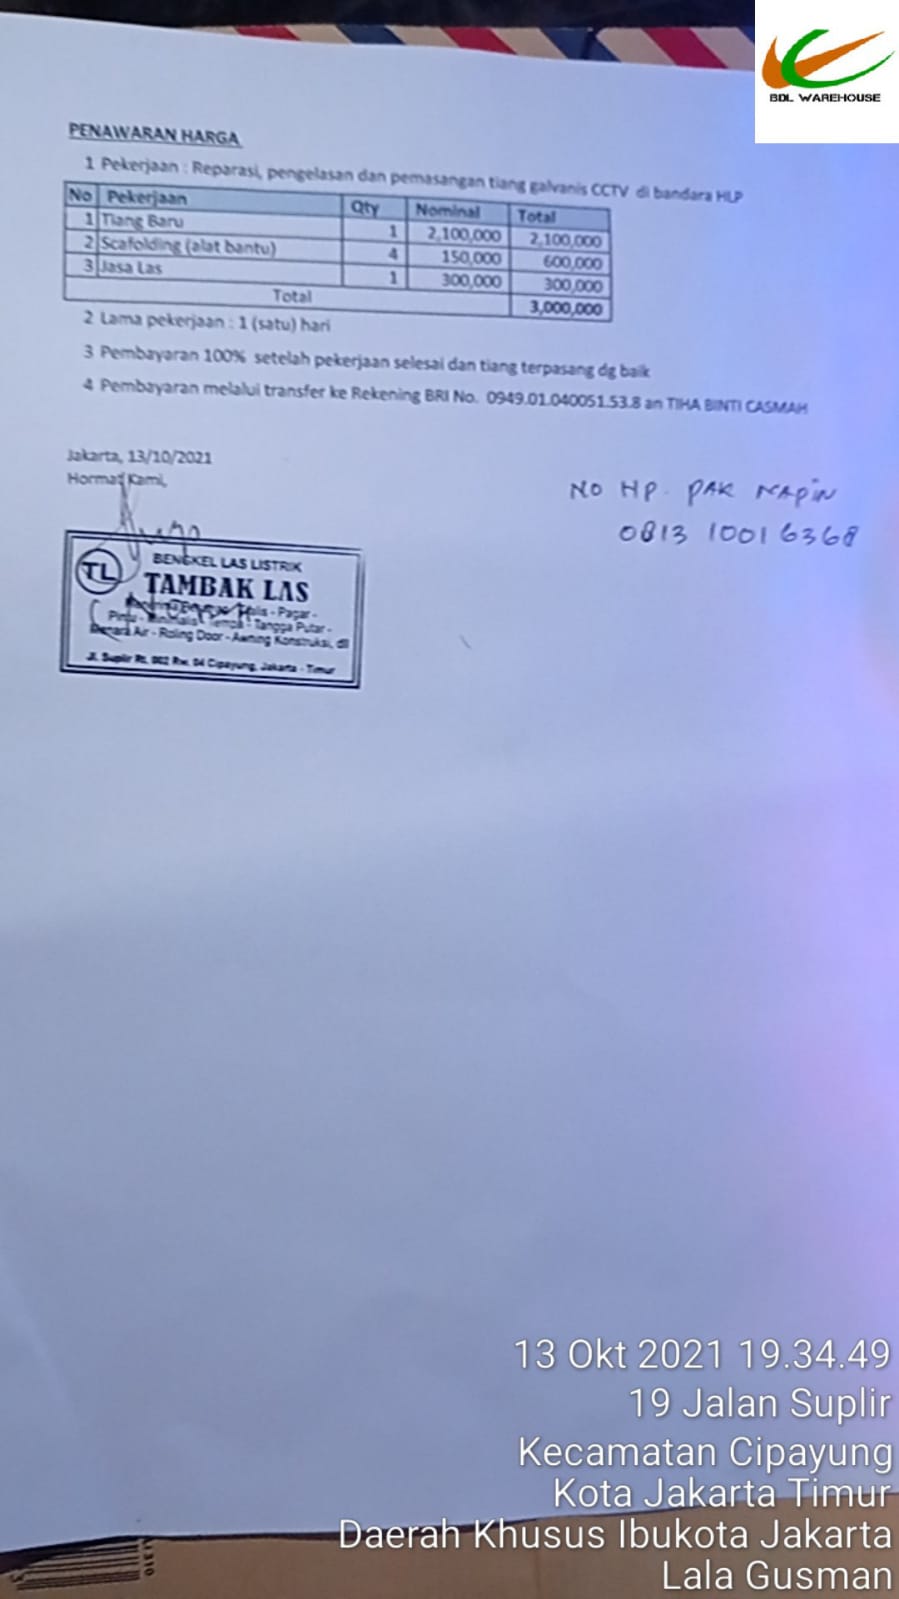 BDL WAREHOUSE
PENAWARAN HARGA
1 Pekerjaan : Reparasi, pengelasan dan pemasangan tiang galvanis CCTV di bandara HLP
No Pekerjaan Qty Nominal Total
1 Tiang Baru 1 2,100,000 2,100,000
2 Scafolding (alat bantu) 4 150,000 600,000
3 Jasa Las 1 300,000 300,000
Total 3,000,000
2 Lama pekerjaan : 1 (satu) hari
3 Pembayaran 100% setelah pekerjaan selesai dan tiang terpasang dg baik
4 Pembayaran melalui transfer ke Rekening BRI No. 0949.01.040051.53.8 an TIHA BINTI CASMAH
Jakarta, 13/10/2021
Hormat Kami,
NO HP. PAK NAPIN
0813 1001 6368
TL
BENGKEL LAS LISTRIK
TAMBAK LAS
- Pagar -
Pintu - Minimalis - Tangga Putar -
Menara Air - Roling Door - Awning Konstruksi, dll
Jl. Suplir Rt. 002 Rw. 04 Cipayung, Jakarta - Timur
13 Okt 2021 19.34.49
19 Jalan Suplir
Kecamatan Cipayung
Kota Jakarta Timur
Daerah Khusus Ibukota Jakarta
Lala Gusman